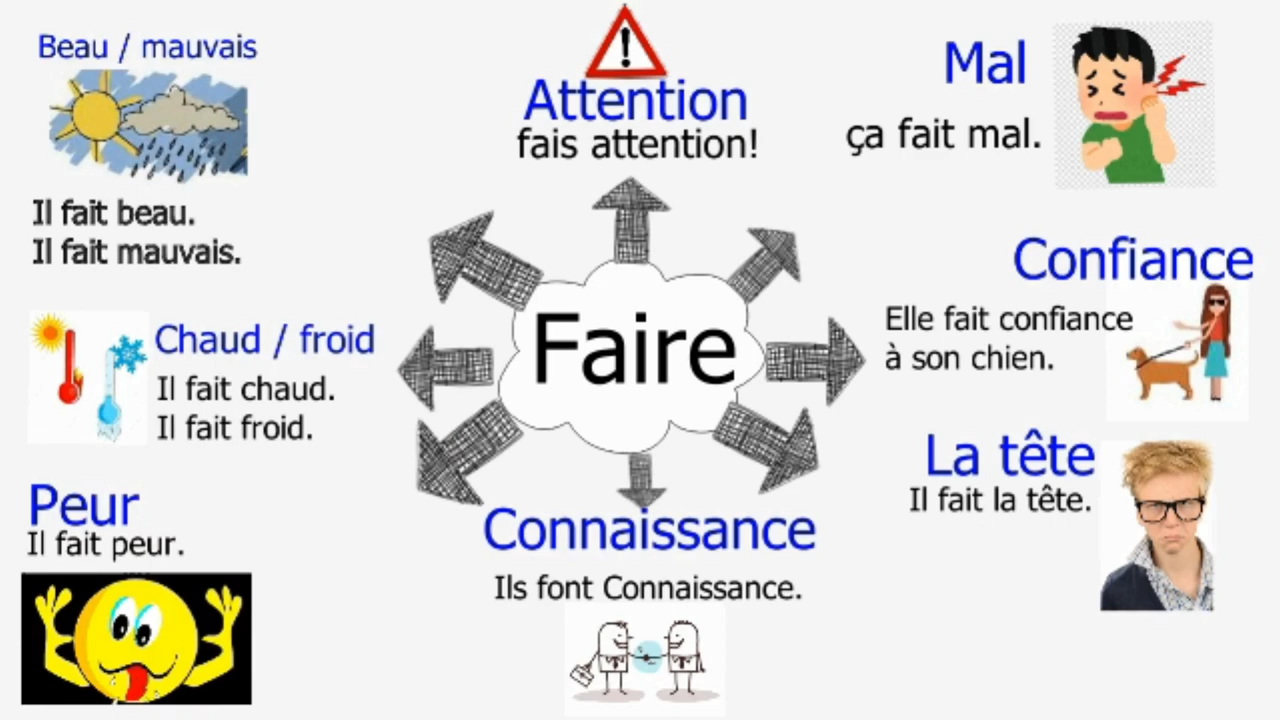 Beau / mauvais
Il fait beau.
Il fait mauvais.
Attention
fais attention!
Mal
ça fait mal.
Chaud / froid
Il fait chaud.
Il fait froid.
Faire
Confiance
Elle fait confiance
à son chien.
Peur
Il fait peur.
Connaissance
Ils font Connaissance.
La tête
Il fait la tête.